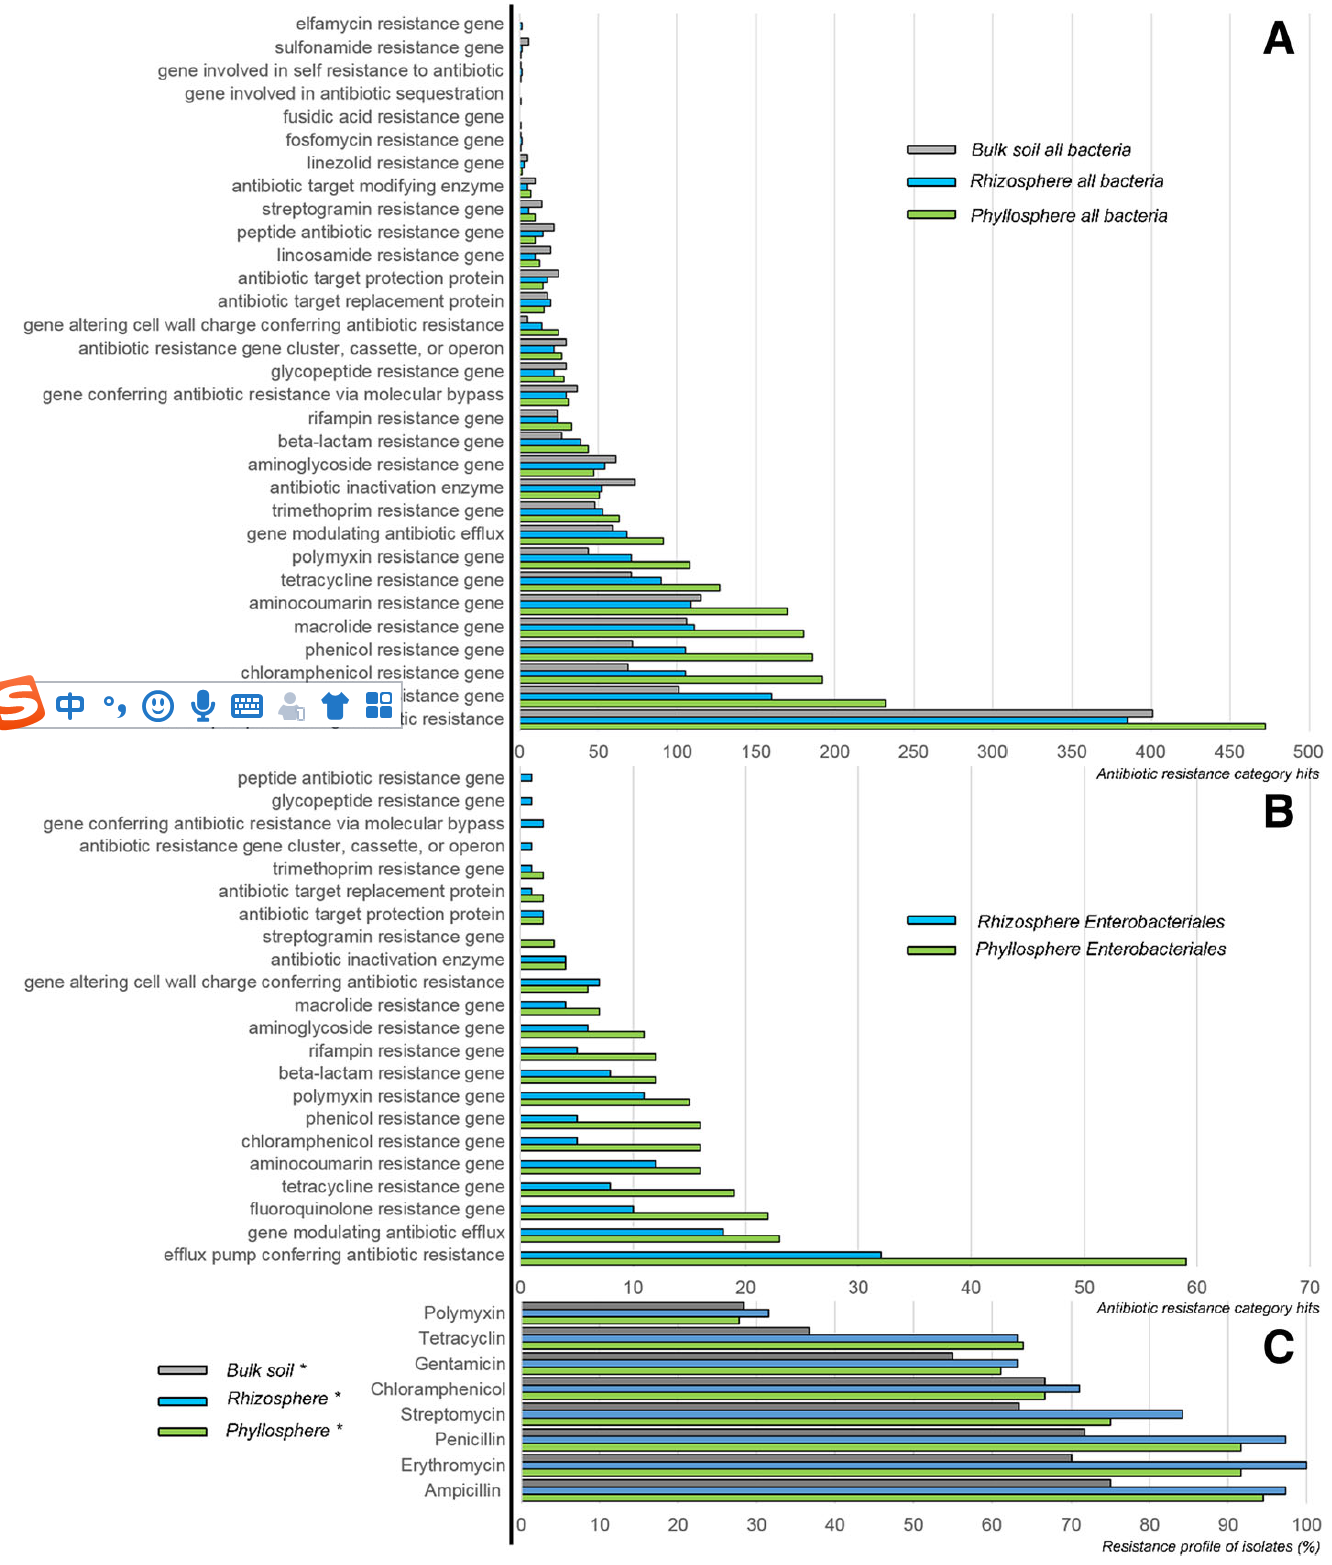 elfamycin resistance gene
A
sulfonamide resistance gene
gene involved in self resistance to antibiotic
gene involved in antibiotic sequestration
fusidic acid resistance gene
fosfomycin resistance gene
linezolid resistance gene
antibiotic target modifying enzyme
streptogramin resistance gene
peptide antibiotic resistance gene
lincosamide resistance gene
antibiotic target protection protein
antibiotic target replacement protein
gene altering cell wall charge conferring antibiotic resistance
antibiotic resistance gene cluster, cassette, or operon
glycopeptide resistance gene
gene conferring antibiotic resistance via molecular bypass
rifampin resistance gene
beta-lactam resistance gene
aminoglycoside resistance gene
antibiotic inactivation enzyme
trimethoprim resistance gene
gene modulating antibiotic efflux
polymyxin resistance gene
tetracycline resistance gene
aminocoumarin resistance gene
macrolide resistance gene
phenicol resistance gene
chloramphenicol resistance gene
istance gene
tic resistance
Bulk soil all bacteria
Rhizosphere all bacteria
Phyllosphere all bacteria
S中
0 50 100 150 200 250 300 350 400 450 500
Antibiotic resistance category hits
B
peptide antibiotic resistance gene
glycopeptide resistance gene
gene conferring antibiotic resistance via molecular bypass
antibiotic resistance gene cluster, cassette, or operon
trimethoprim resistance gene
antibiotic target replacement protein
antibiotic target protection protein
streptogramin resistance gene
antibiotic inactivation enzyme
gene altering cell wall charge conferring antibiotic resistance
macrolide resistance gene
aminoglycoside resistance gene
rifampin resistance gene
beta-lactam resistance gene
polymyxin resistance gene
phenicol resistance gene
chloramphenicol resistance gene
aminocoumarin resistance gene
tetracycline resistance gene
fluoroquinolone resistance gene
gene modulating antibiotic efflux
efflux pump conferring antibiotic resistance
Rhizosphere Enterobacteriales
Phyllosphere Enterobacteriales
0 10 20 30 40 50 60 70
Antibiotic resistance category hits
C
Polymyxin
Tetracyclin
Gentamicin
Chloramphenicol
Streptomycin
Penicillin
Erythromycin
Ampicillin
Bulk soil *
Rhizosphere *
Phyllosphere *
0 10 20 30 40 50 60 70 80 90 100
Resistance profile of isolates (%)